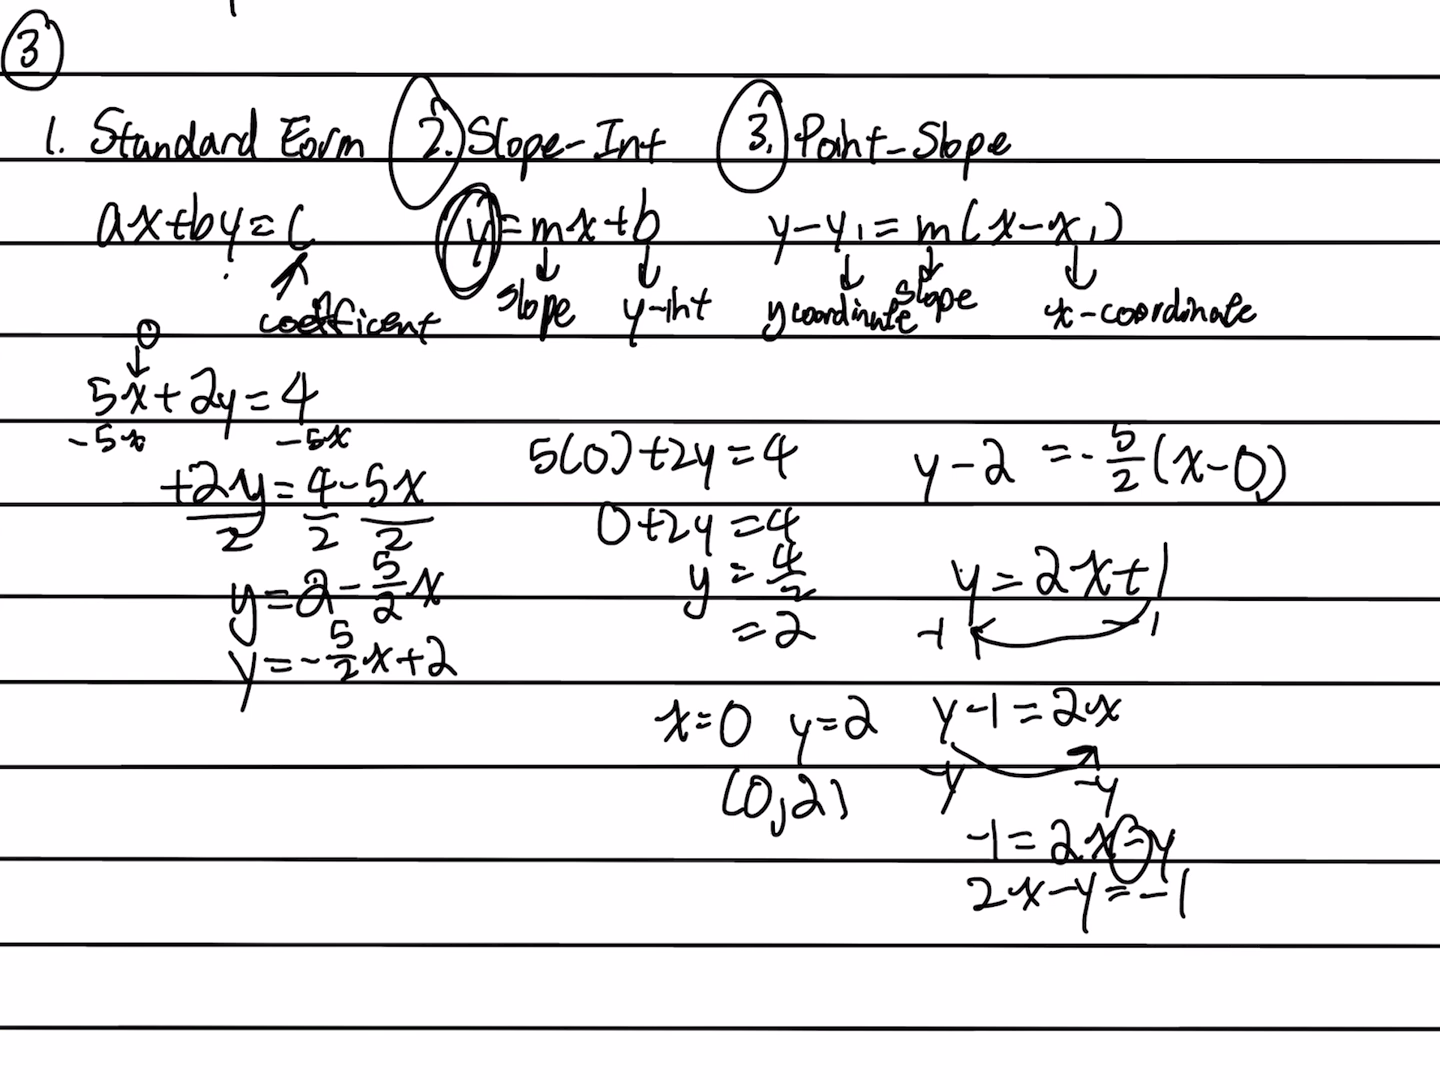 3
1. Standard Form 2. Slope-Int 3. Point-Slope
ax+by=c y=mx+b y-y₁=m(x-x₁)
coefficent slope y-int y coordinate slope x-coordinate
0
5x+2y=4
-5x -5x
5(0)+2y=4 y-2 =-5/2(x-0)
+2y/2=4/2-5x/2
0+2y=4
y=2-5/2x y=4/2 y=2x+1
y=-5/2x+2 =2 -1 -1
x=0 y=2 y-1=2x
(0,2) -y -y
-1=2x-y
2x-y=-1